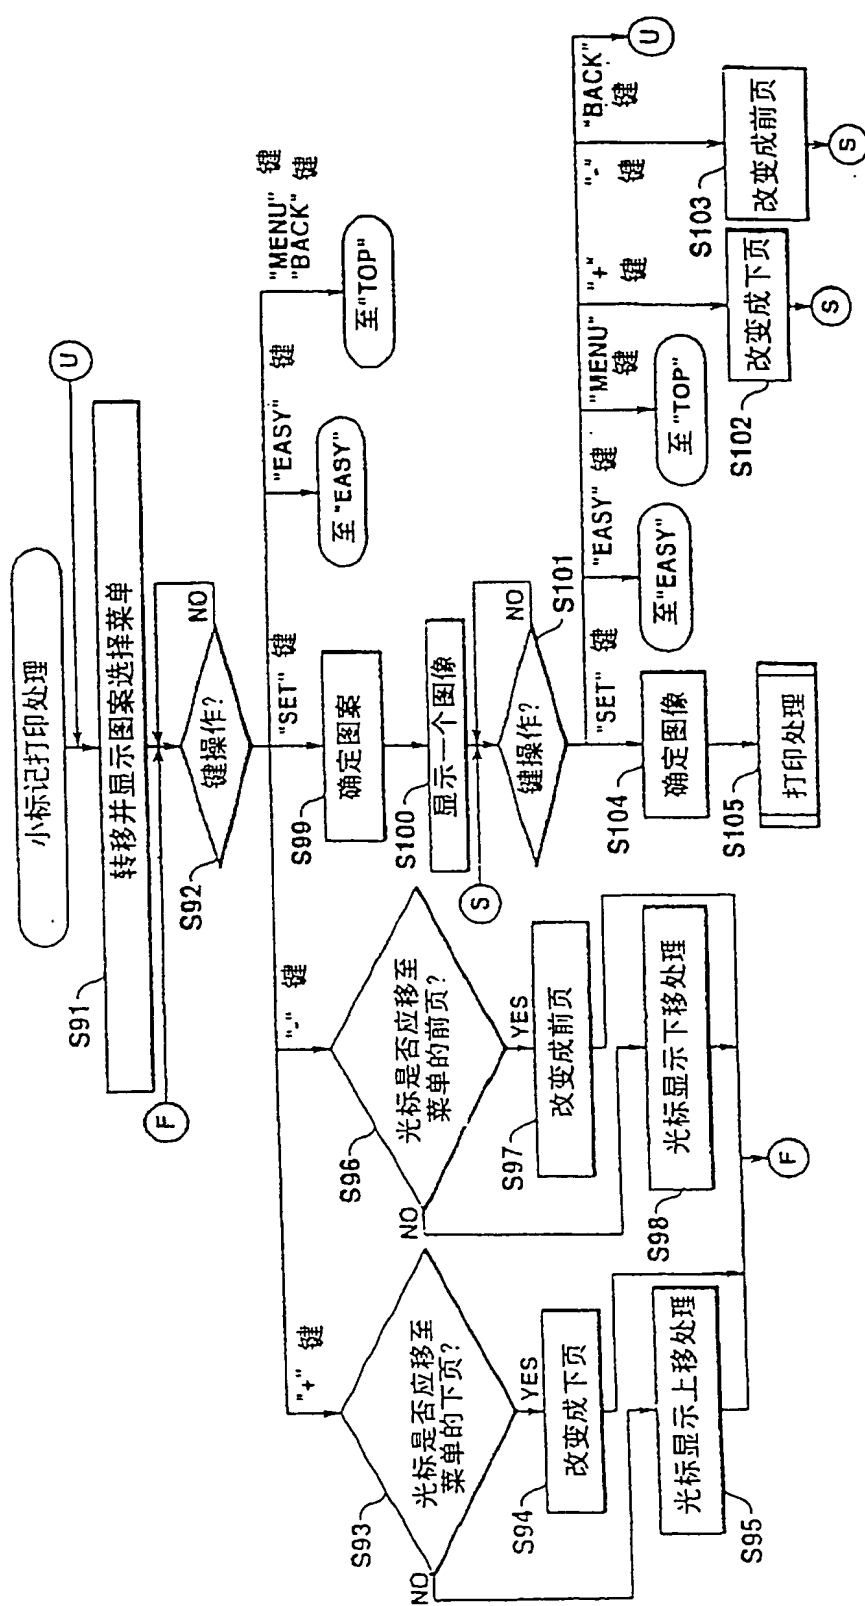 小标记打印处理
U
S91
转移并显示图案选择菜单
F
S92
键操作?
NO
"+" 键
"-" 键
"SET" 键
"EASY" 键
"MENU" 键
"BACK" 键
S93
光标是否应移至
菜单的下页?
NO
YES
S94
改变成下页
S95
光标显示上移处理
S96
光标是否应移至
菜单的前页?
NO
YES
S97
改变成前页
S98
光标显示下移处理
F
S99
确定图案
S100
显示一个图像
至"EASY"
至"TOP"
S
S101
键操作?
NO
"SET" 键
"EASY" 键
"MENU"
键
"+"
键
"-"
键
"BACK"
键
S104
确定图像
S105
打印处理
至"EASY"
至"TOP"
S102
改变成下页
S
S103
改变成前页
S
U